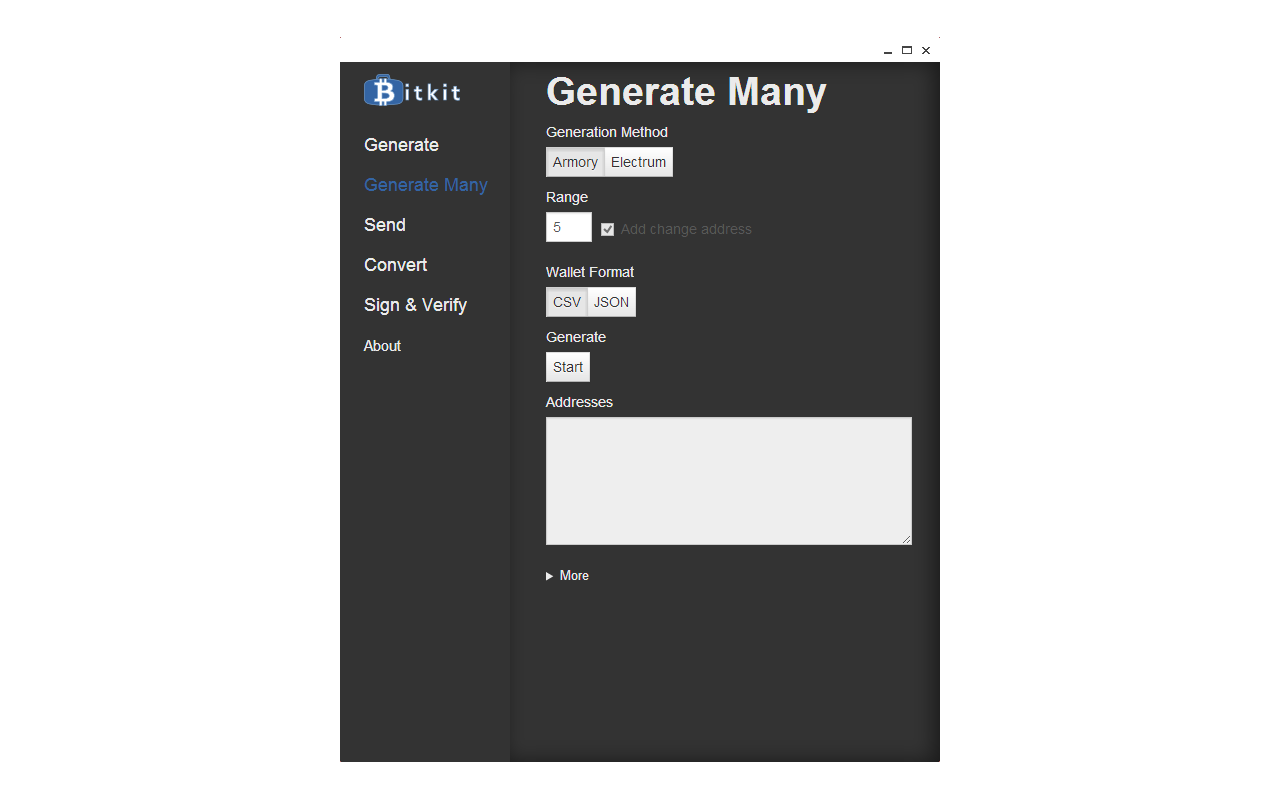 Bitkit
Generate
Generate Many
Send
Convert
Sign & Verify
About
Generate Many
Generation Method
Armory Electrum
Range
5 Add change address
Wallet Format
CSV JSON
Generate
Start
Addresses
More